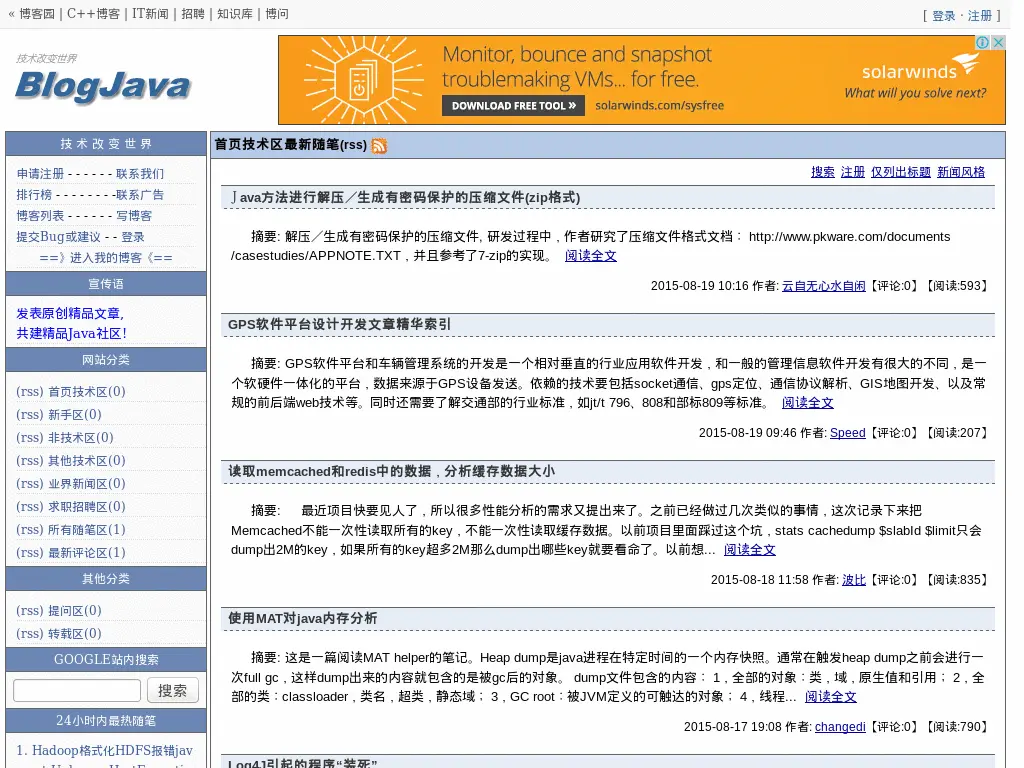 « 博客园 | C++博客 | IT新闻 | 招聘 | 知识库 | 博问
[ 登录 · 注册 ]
技术改变世界
BlogJava
Monitor, bounce and snapshot
troublemaking VMs... for free.
DOWNLOAD FREE TOOL »
solarwinds.com/sysfree
solarwinds
What will you solve next?
技 术 改 变 世 界
申请注册 - - - - - - 联系我们
排行榜 - - - - - - - -联系广告
博客列表 - - - - - - 写博客
提交Bug或建议 - - 登录
==》进入我的博客《==
宣传语
发表原创精品文章,
共建精品Java社区!
网站分类
(rss) 首页技术区(0)
(rss) 新手区(0)
(rss) 非技术区(0)
(rss) 其他技术区(0)
(rss) 业界新闻区(0)
(rss) 求职招聘区(0)
(rss) 所有随笔区(1)
(rss) 最新评论区(1)
其他分类
(rss) 提问区(0)
(rss) 转载区(0)
GOOGLE站内搜索
搜索
24小时内最热随笔
1. Hadoop格式化HDFS报错jav
首页技术区最新随笔(rss)
搜索 注册 仅列出标题 新闻风格
Java方法进行解压／生成有密码保护的压缩文件(zip格式)
摘要: 解压／生成有密码保护的压缩文件, 研发过程中，作者研究了压缩文件格式文档： http://www.pkware.com/documents
/casestudies/APPNOTE.TXT，并且参考了7-zip的实现。 阅读全文
2015-08-19 10:16 作者: 云自无心水自闲【评论:0】【阅读:593】
GPS软件平台设计开发文章精华索引
摘要: GPS软件平台和车辆管理系统的开发是一个相对垂直的行业应用软件开发，和一般的管理信息软件开发有很大的不同，是一
个软硬件一体化的平台，数据来源于GPS设备发送。依赖的技术要包括socket通信、gps定位、通信协议解析、GIS地图开发、以及常
规的前后端web技术等。同时还需要了解交通部的行业标准，如jt/t 796、808和部标809等标准。 阅读全文
2015-08-19 09:46 作者: Speed【评论:0】【阅读:207】
读取memcached和redis中的数据，分析缓存数据大小
摘要: 最近项目快要见人了，所以很多性能分析的需求又提出来了。之前已经做过几次类似的事情，这次记录下来把
Memcached不能一次性读取所有的key，不能一次性读取缓存数据。以前项目里面踩过这个坑，stats cachedump $slabId $limit只会
dump出2M的key，如果所有的key超多2M那么dump出哪些key就要看命了。以前想... 阅读全文
2015-08-18 11:58 作者: 波比【评论:0】【阅读:835】
使用MAT对java内存分析
摘要: 这是一篇阅读MAT helper的笔记。Heap dump是java进程在特定时间的一个内存快照。通常在触发heap dump之前会进行一
次full gc，这样dump出来的内容就包含的是被gc后的对象。 dump文件包含的内容： 1，全部的对象：类，域，原生值和引用； 2，全
部的类：classloader，类名，超类，静态域； 3，GC root：被JVM定义的可触达的对象； 4，线程... 阅读全文
2015-08-17 19:08 作者: changedi【评论:0】【阅读:790】
Log4J引起的程序“装死”